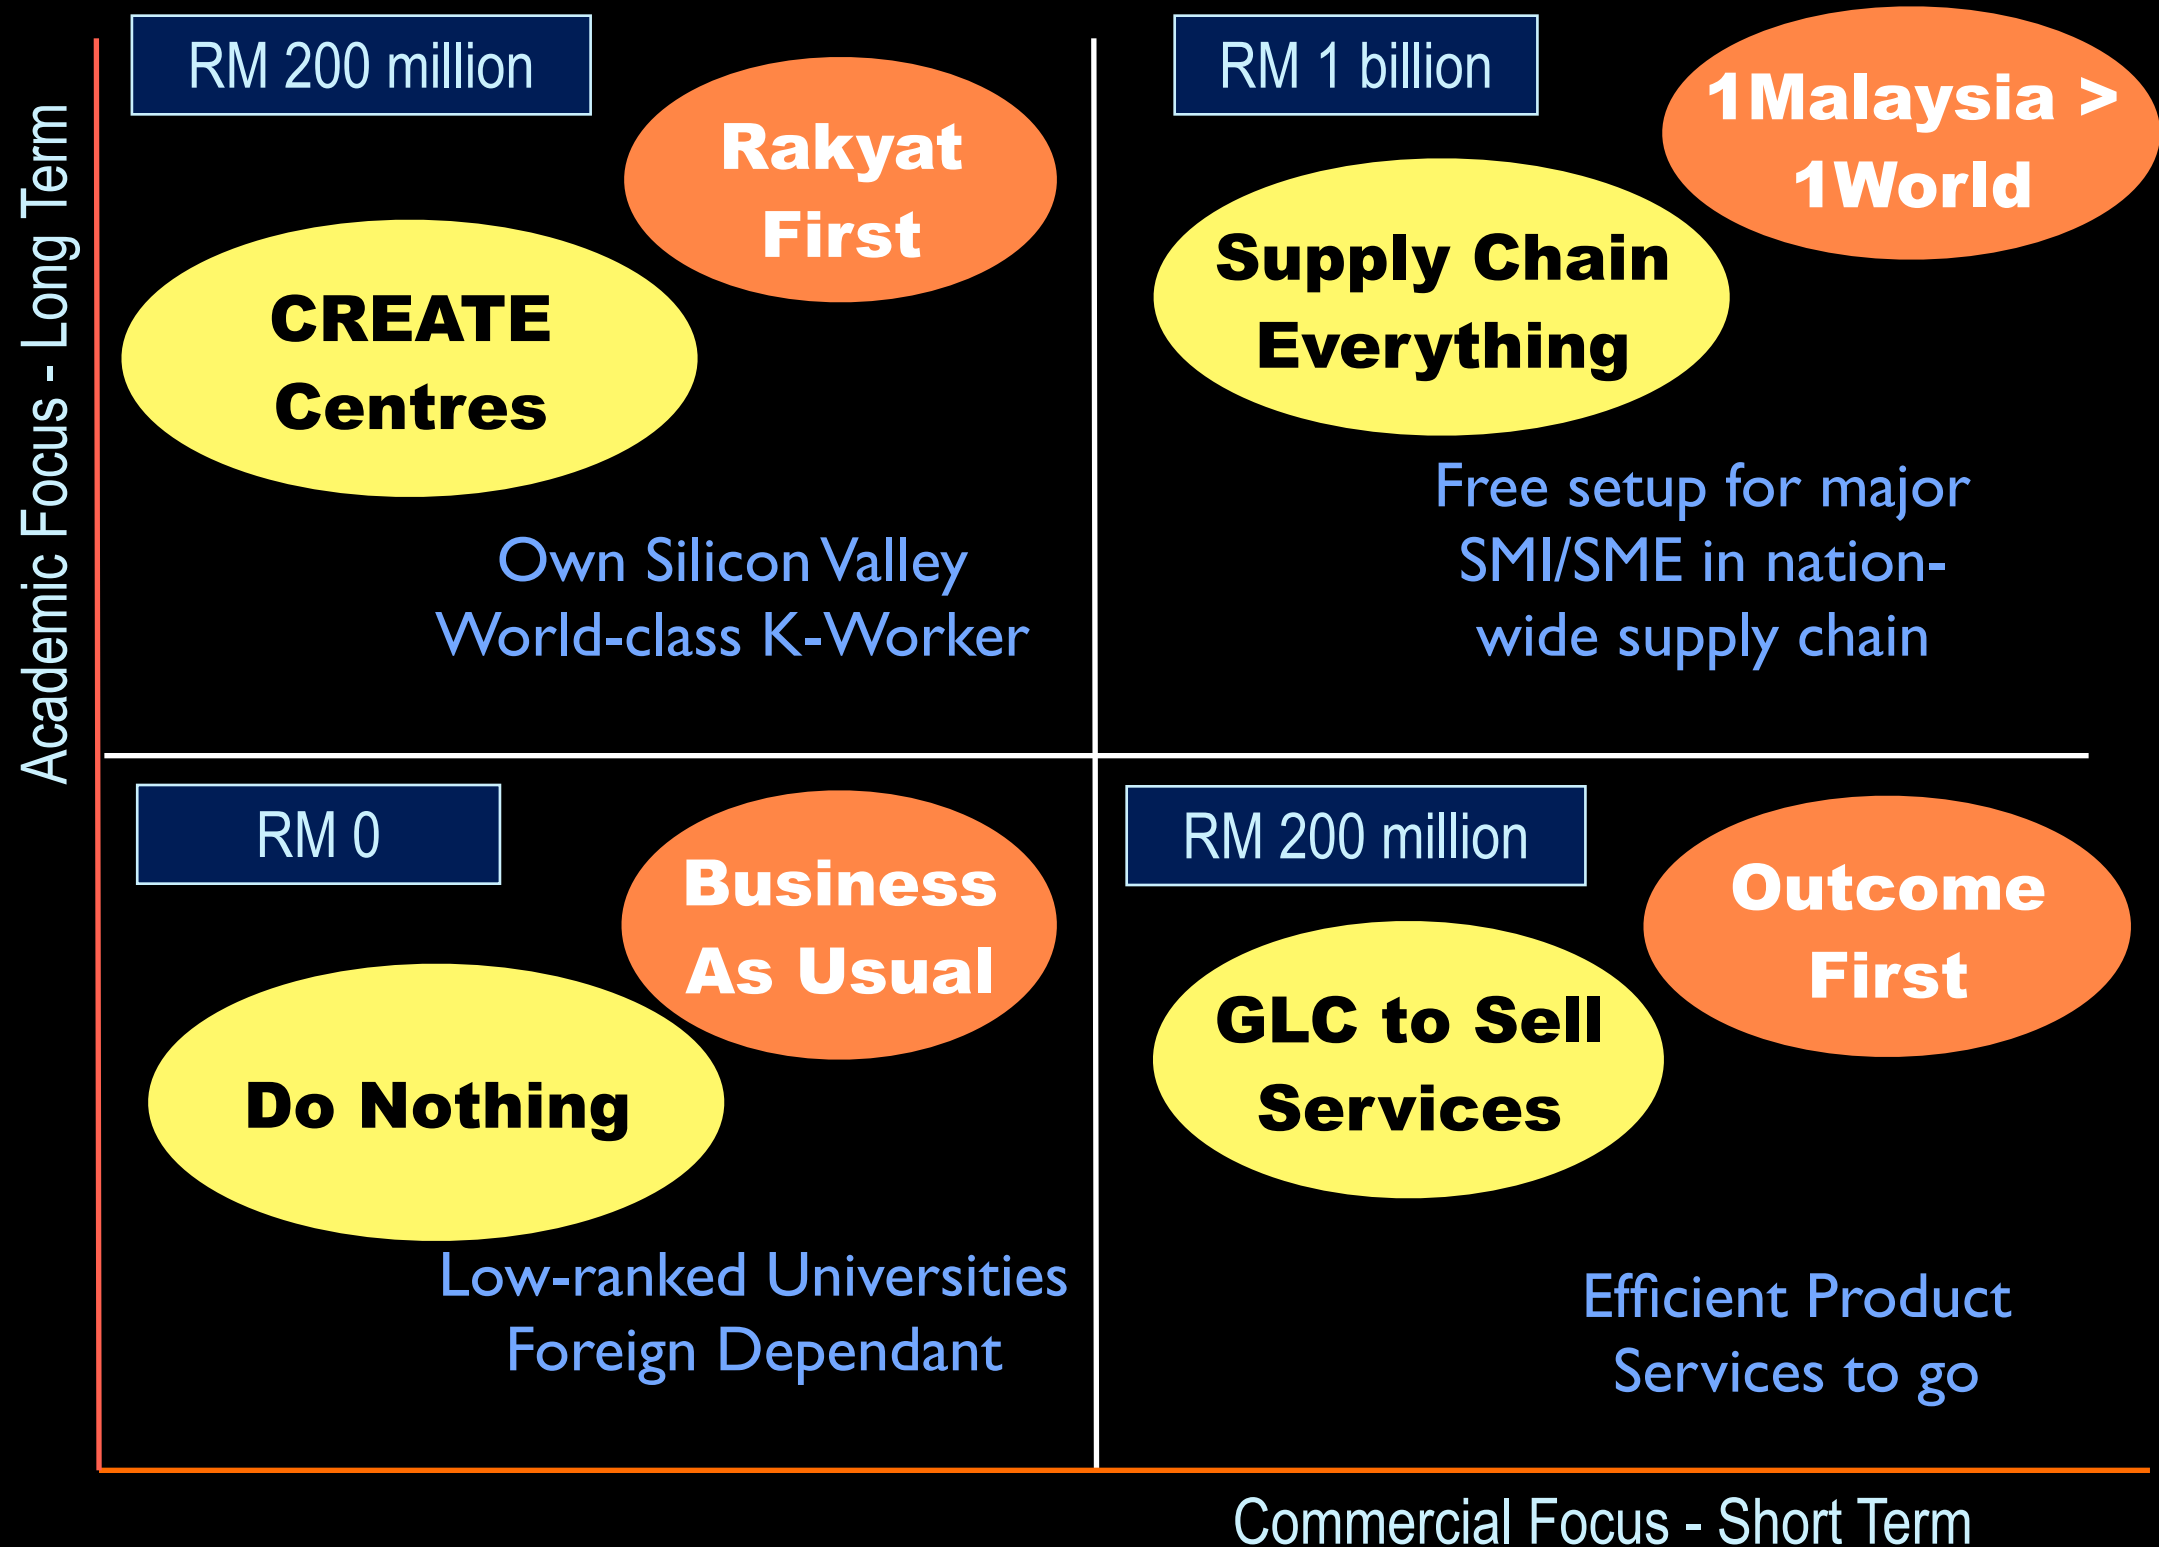 Academic Focus - Long Term
RM 200 million
Rakyat
First
CREATE
Centres
Own Silicon Valley
World-class K-Worker
RM 1 billion
1Malaysia >
1World
Supply Chain
Everything
Free setup for major
SMI/SME in nation-
wide supply chain
RM 0
Business
As Usual
Do Nothing
Low-ranked Universities
Foreign Dependant
RM 200 million
Outcome
First
GLC to Sell
Services
Efficient Product
Services to go
Commercial Focus - Short Term